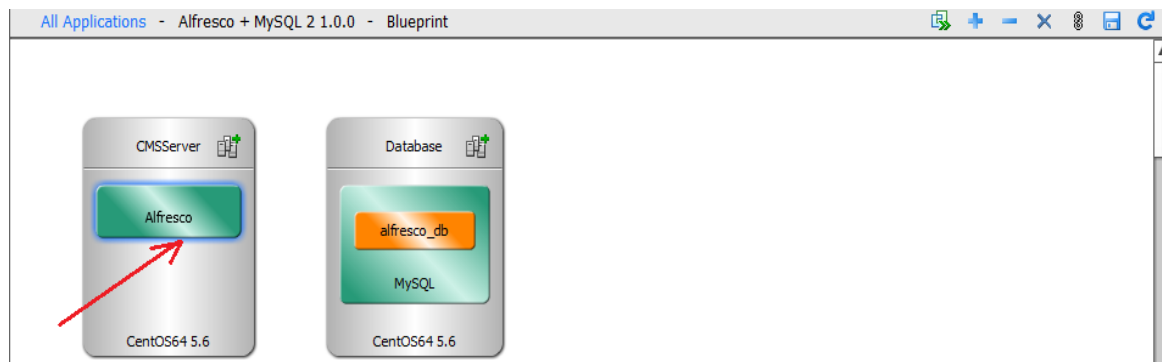 All Applications - Alfresco + MySQL 2 1.0.0 - Blueprint
CMSServer
Alfresco
CentOS64 5.6
Database
alfresco_db
MySQL
CentOS64 5.6